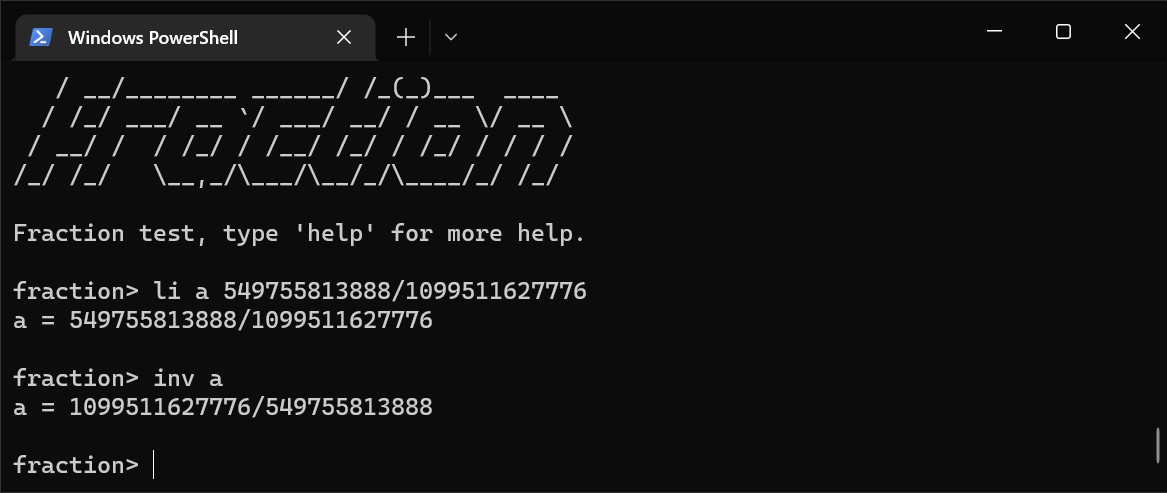 Windows PowerShell
   / __/________ ______/ /_(_)___  ____
  / /_/ ___/ __ `/ ___/ __/ / __ \/ __ \
 / __/ /  / /_/ / /__/ /_/ / /_/ / / / /
/_/ /_/   \__,_/\___/\__/_/\____/_/ /_/
Fraction test, type 'help' for more help.
fraction> li a 549755813888/1099511627776
a = 549755813888/1099511627776
fraction> inv a
a = 1099511627776/549755813888
fraction>